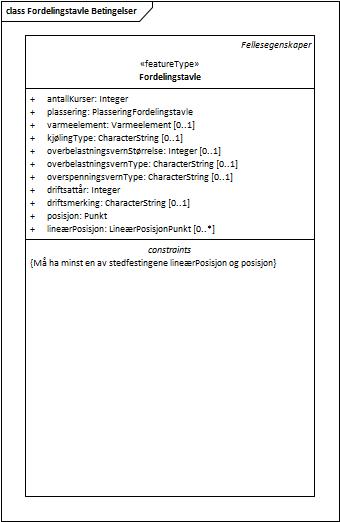 class Fordelingstavle Betingelser
Fellesegenskaper
«featureType»
Fordelingstavle
+ antallKurser: Integer
+ plassering: PlasseringFordelingstavle
+ varmeelement: Varmeelement [0..1]
+ kjølingType: CharacterString [0..1]
+ overbelastningsvernStørrelse: Integer [0..1]
+ overbelastningsvernType: CharacterString [0..1]
+ overspenningsvernType: CharacterString [0..1]
+ driftsattår: Integer
+ driftsmerking: CharacterString [0..1]
+ posisjon: Punkt
+ lineærPosisjon: LineærPosisjonPunkt [0..*]
constraints
{Må ha minst en av stedfestingene lineærPosisjon og posisjon}